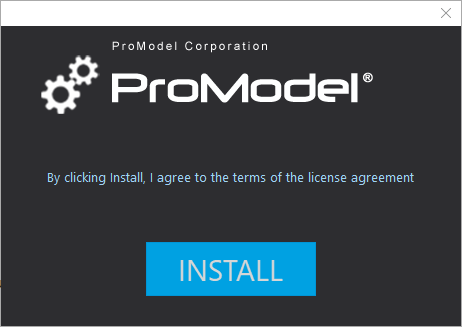 ProModel Corporation
ProModel®
By clicking Install, I agree to the terms of the license agreement
INSTALL